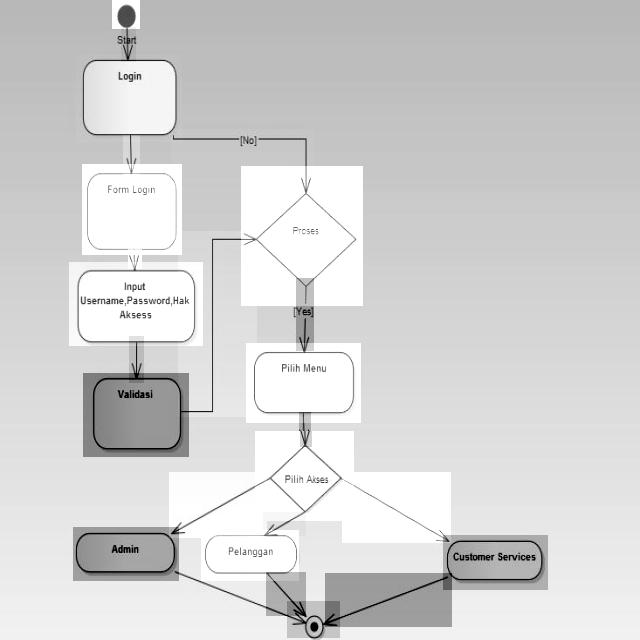 Start
Login
[No]
Form Login
Proses
Input
Username,Password,Hak
Aksess
[Yes]
Pilih Menu
Validasi
Pilih Akses
Admin
Pelanggan
Customer Services